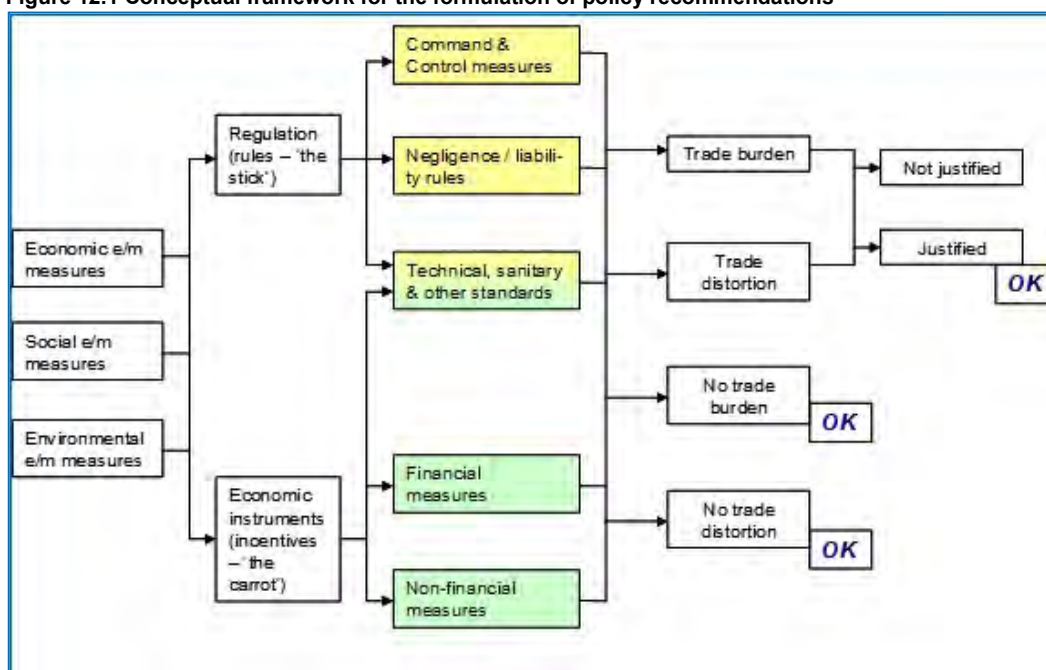 Figure 12.1 Conceptual framework for the formulation of policy recommendations
Economic e/m
measures
Social e/m
measures
Environmental
e/m measures
Regulation
(rules – 'the
stick')
Economic
instruments
(incentives
– 'the
carrot')
Command &
Control measures
Negligence / liabili-
ty rules
Technical, sanitary
& other standards
Financial
measures
Non-financial
measures
Trade burden
Trade
distortion
No trade
burden
OK
No trade
distortion
OK
Not justified
Justified
OK